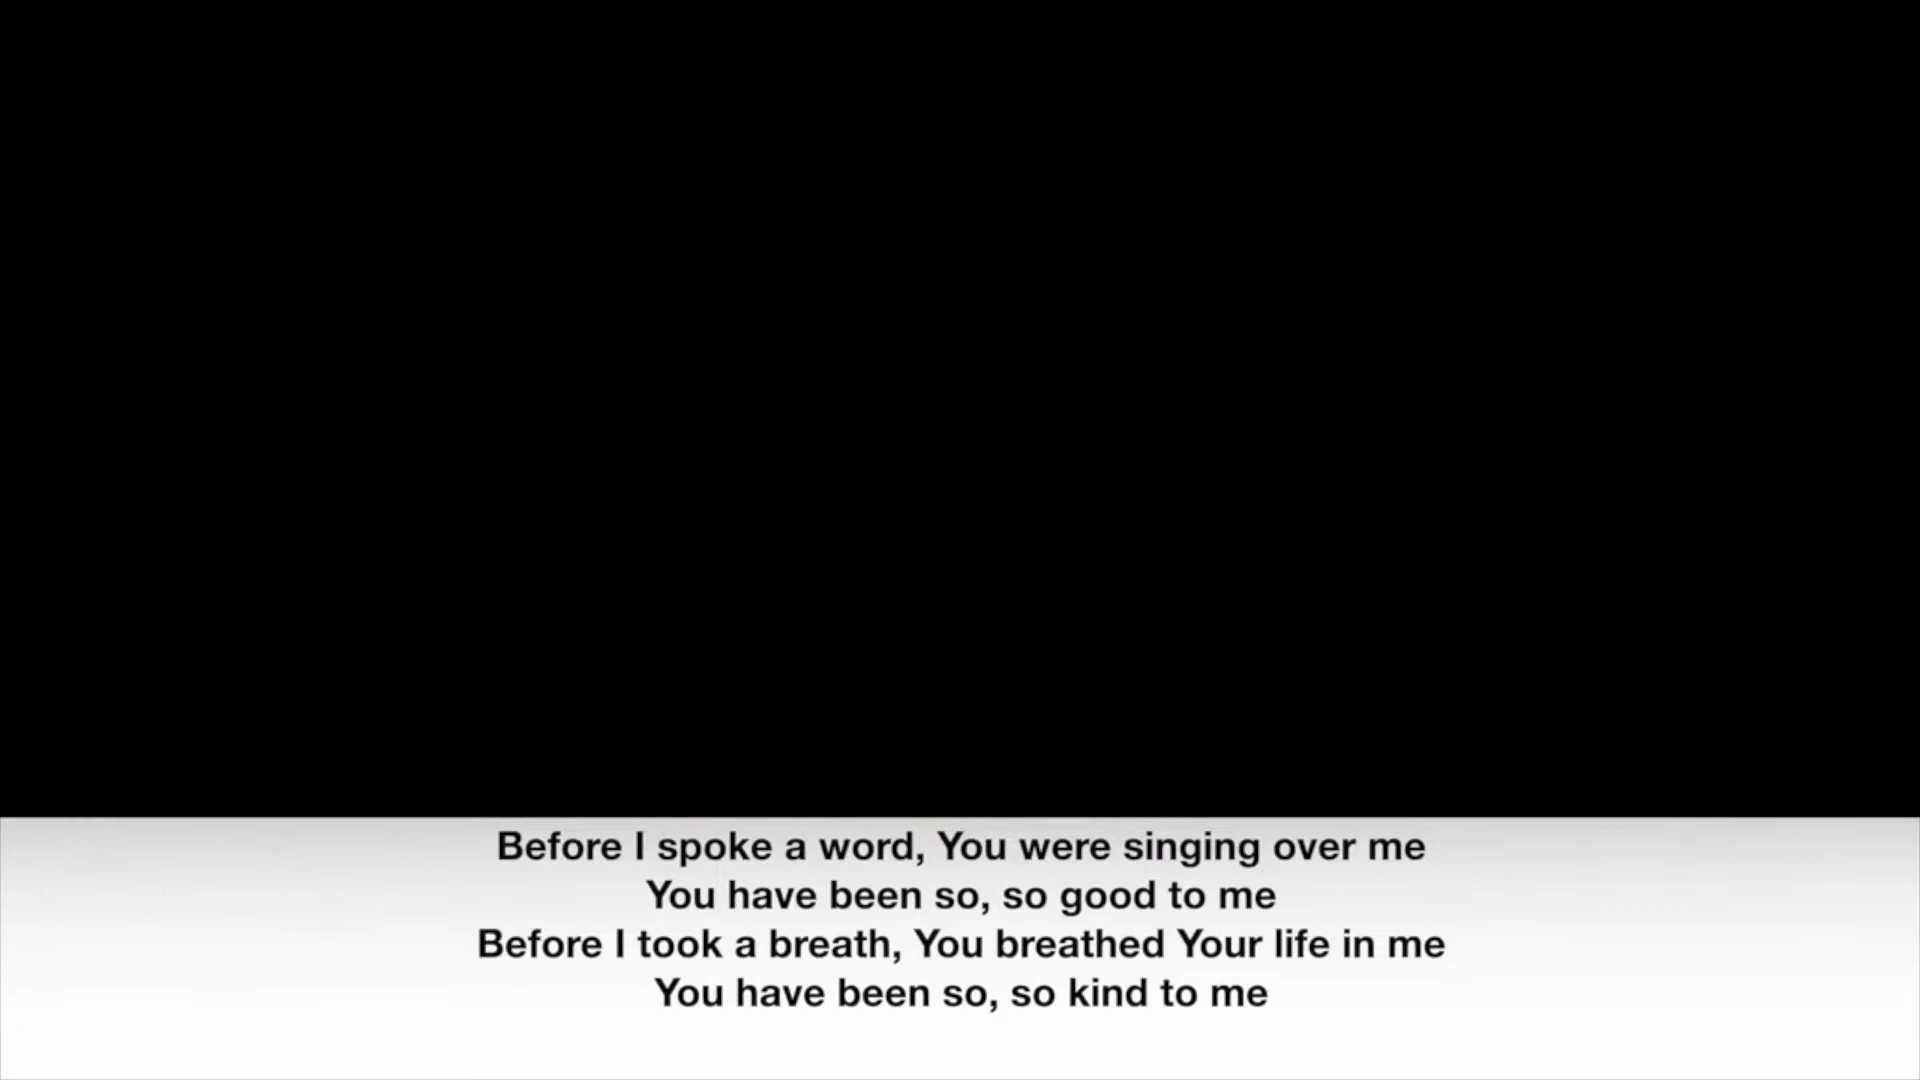 Before I spoke a word, You were singing over me
You have been so, so good to me
Before I took a breath, You breathed Your life in me
You have been so, so kind to me